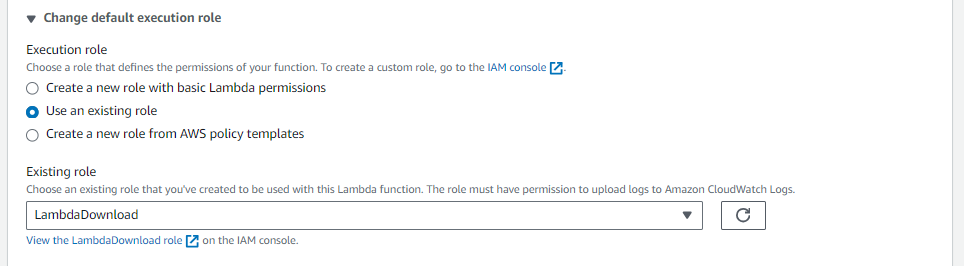 Change default execution role
Execution role
Choose a role that defines the permissions of your function. To create a custom role, go to the IAM console.
Create a new role with basic Lambda permissions
Use an existing role
Create a new role from AWS policy templates
Existing role
Choose an existing role that you've created to be used with this Lambda function. The role must have permission to upload logs to Amazon CloudWatch Logs.
LambdaDownload
View the LambdaDownload role on the IAM console.